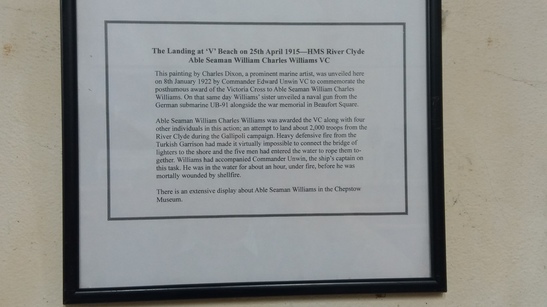 The Landing at 'V' Beach on 25th April 1915—HMS River Clyde
Able Seaman William Charles Williams VC
This painting by Charles Dixon, a prominent marine artist, was unveiled here
on 8th January 1922 by Commander Edward Unwin VC to commemorate the
posthumous award of the Victoria Cross to Able Seaman William Charles
Williams. On that same day Williams' sister unveiled a naval gun from the
German submarine UB-91 alongside the war memorial in Beaufort Square.
Able Seaman William Charles Williams was awarded the VC along with four
other individuals in this action; an attempt to land about 2,000 troops from the
River Clyde during the Gallipoli campaign. Heavy defensive fire from the
Turkish Garrison had made it virtually impossible to connect the bridge of
lighters to the shore and the five men had entered the water to rope them to-
gether. Williams had accompanied Commander Unwin, the ship's captain on
this task. He was in the water for about an hour, under fire, before he was
mortally wounded by shellfire.
There is an extensive display about Able Seaman Williams in the Chepstow
Museum.